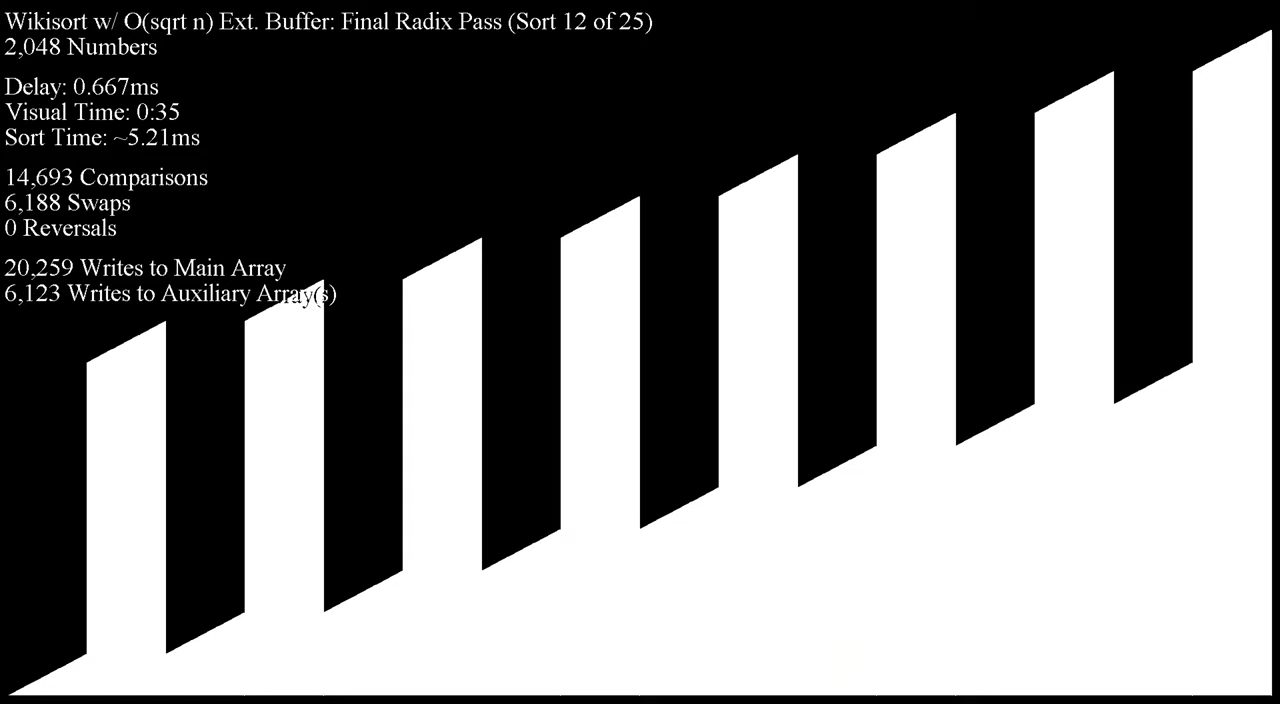 Wikisort w/ O(sqrt n) Ext. Buffer: Final Radix Pass (Sort 12 of 25)
2,048 Numbers
Delay: 0.667ms
Visual Time: 0:35
Sort Time: ~5.21ms
14,693 Comparisons
6,188 Swaps
0 Reversals
20,259 Writes to Main Array
6,123 Writes to Auxiliary Array(s)